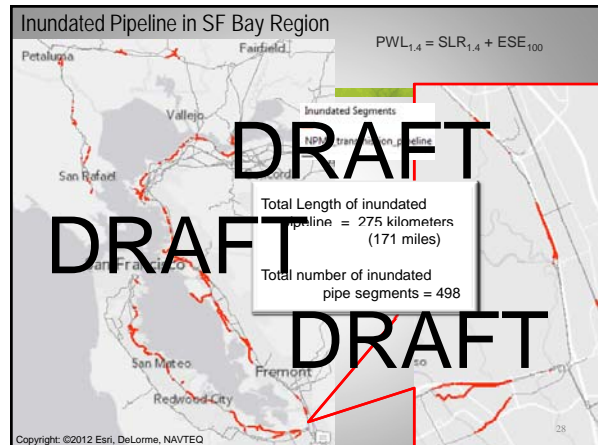 Inundated Pipeline in SF Bay Region
PWL1.4 = SLR1.4 + ESE100
Petaluma
Fairfield
Vallejo
Inundated Segments
DRAFT
San Rafael
Total Length of inundated
pipeline = 275 kilometers
(171 miles)
DRAFT
San Francisco
Total number of inundated
pipe segments = 498
DRAFT
San Mateo
Fremont
Redwood City
28
Copyright: ©2012 Esri, DeLorme, NAVTEQ